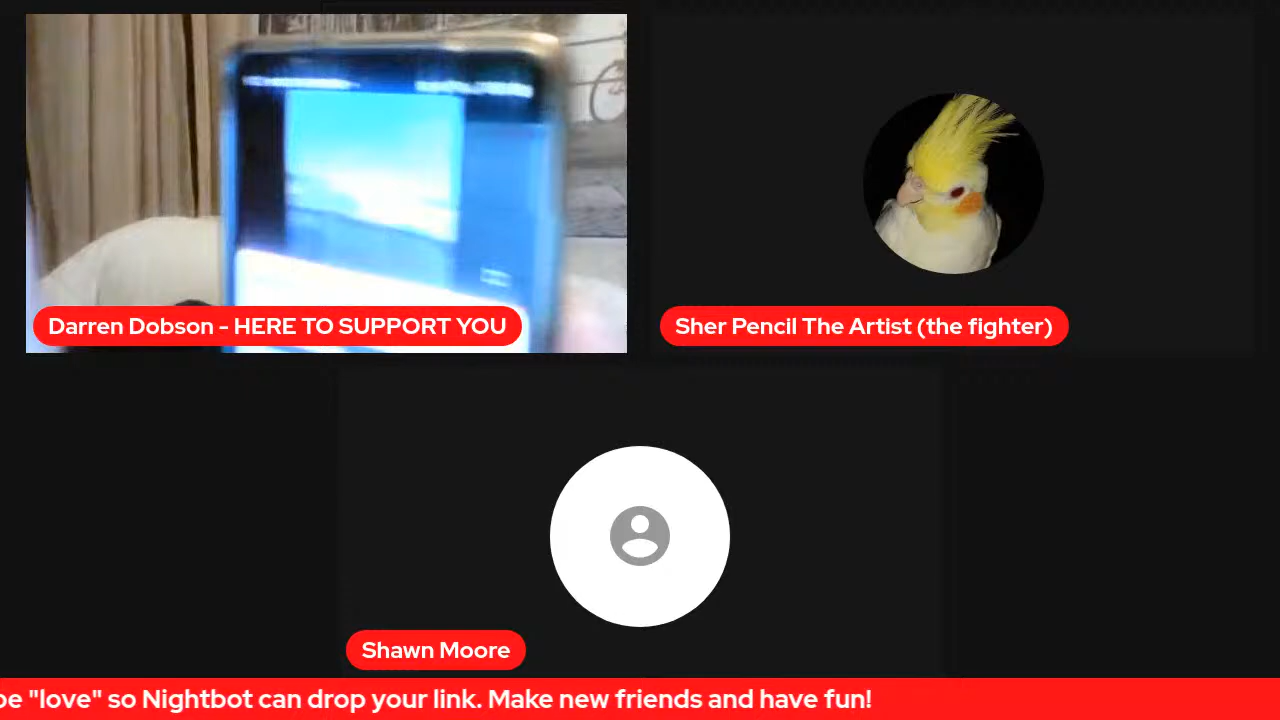 Darren Dobson - HERE TO SUPPORT YOU
Sher Pencil The Artist (the fighter)
Shawn Moore
"love" so Nightbot can drop your link. Make new friends and have fun!